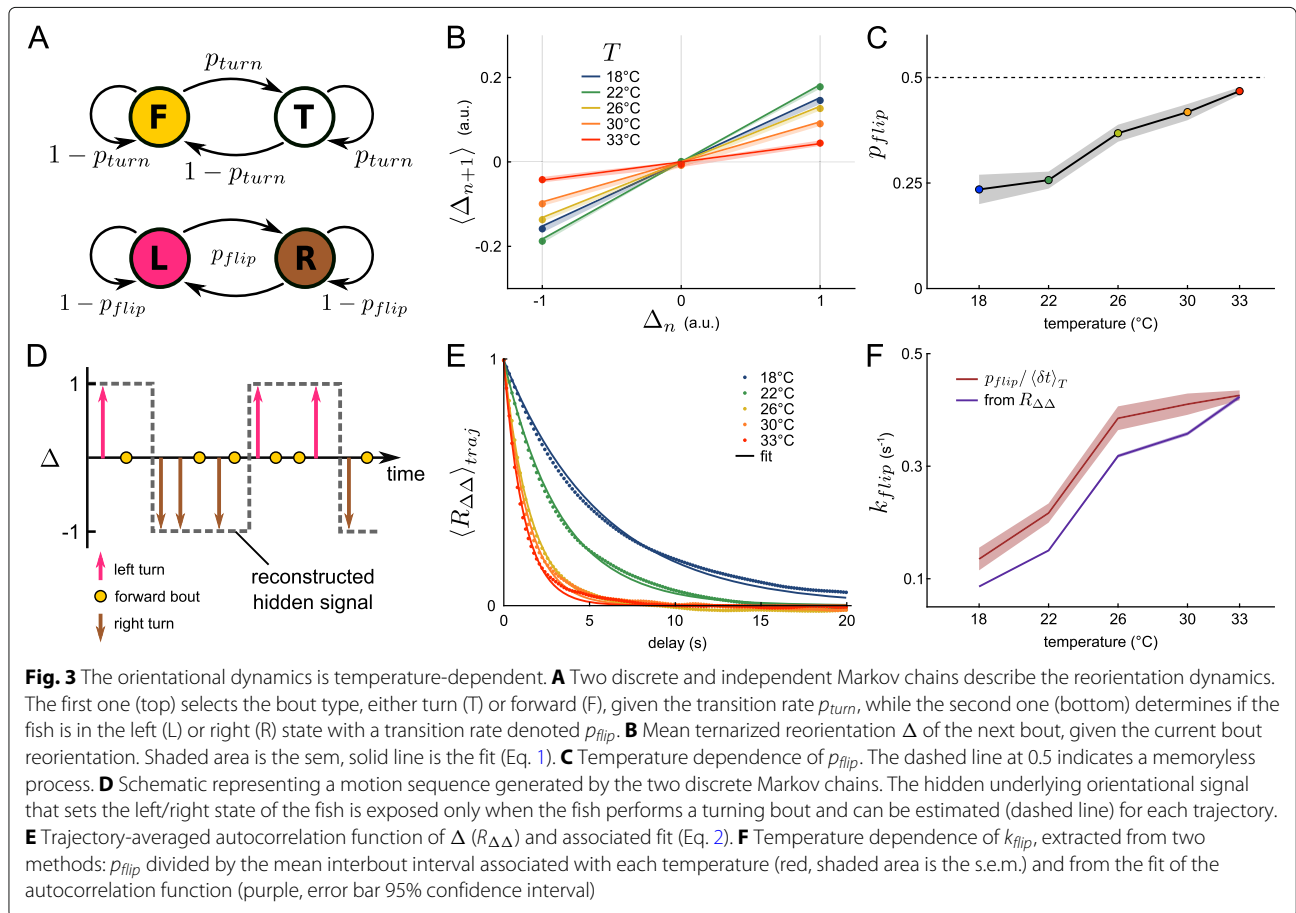 A
p_turn
F
T
1 − p_turn
1 − p_turn
p_turn
L
p_flip
R
1 − p_flip
1 − p_flip
B
T
18°C
22°C
26°C
30°C
33°C
0.2
0
-0.2
⟨Δ_{n+1}⟩ (a.u.)
-1
0
1
Δ_n (a.u.)
C
0.5
0.25
0
p_flip
18
22
26
30
33
temperature (°C)
D
1
Δ
-1
time
left turn
forward bout
right turn
reconstructed
hidden signal
E
1
0
⟨R_ΔΔ⟩_traj
18°C
22°C
26°C
30°C
33°C
fit
0
5
10
15
20
delay (s)
F
0.5
0.3
0.1
k_flip (s⁻¹)
p_flip / ⟨δt⟩_T
from R_ΔΔ
18
22
26
30
33
temperature (°C)
Fig. 3 The orientational dynamics is temperature-dependent. A Two discrete and independent Markov chains describe the reorientation dynamics.
The first one (top) selects the bout type, either turn (T) or forward (F), given the transition rate p_turn, while the second one (bottom) determines if the
fish is in the left (L) or right (R) state with a transition rate denoted p_flip. B Mean ternarized reorientation Δ of the next bout, given the current bout
reorientation. Shaded area is the sem, solid line is the fit (Eq. 1). C Temperature dependence of p_flip. The dashed line at 0.5 indicates a memoryless
process. D Schematic representing a motion sequence generated by the two discrete Markov chains. The hidden underlying orientational signal
that sets the left/right state of the fish is exposed only when the fish performs a turning bout and can be estimated (dashed line) for each trajectory.
E Trajectory-averaged autocorrelation function of Δ (R_ΔΔ) and associated fit (Eq. 2). F Temperature dependence of k_flip, extracted from two
methods: p_flip divided by the mean interbout interval associated with each temperature (red, shaded area is the s.e.m.) and from the fit of the
autocorrelation function (purple, error bar 95% confidence interval)